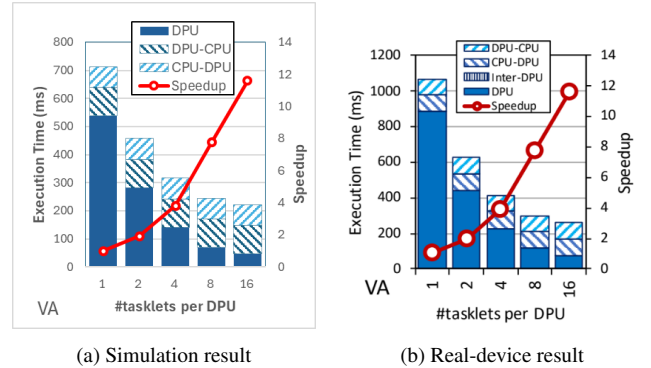 DPU
DPU-CPU
CPU-DPU
Speedup
800
700
600
500
400
300
200
100
0
Execution Time (ms)
14
12
10
8
6
4
2
0
Speedup
1 2 4 8 16
VA
#tasklets per DPU
(a) Simulation result
DPU-CPU
CPU-DPU
Inter-DPU
DPU
Speedup
1200
1000
800
600
400
200
0
Execution Time (ms)
14
12
10
8
6
4
2
0
Speedup
1 2 4 8 16
VA
#tasklets per DPU
(b) Real-device result